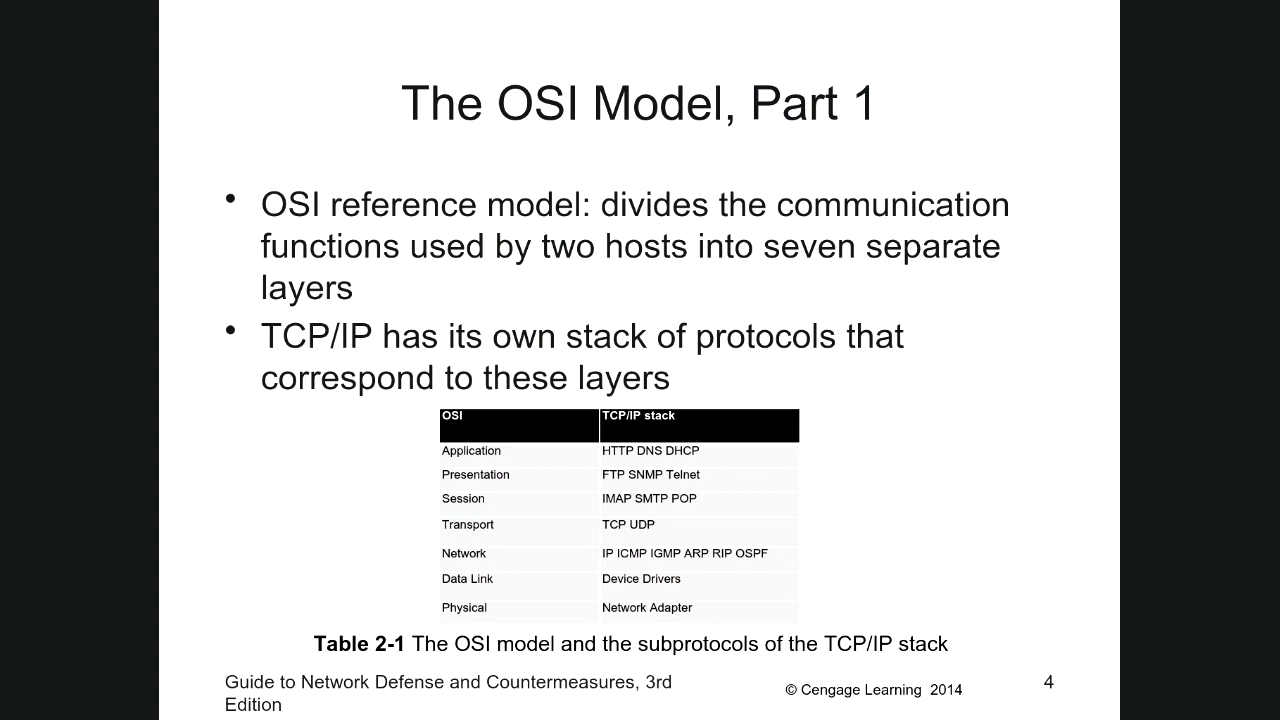 The OSI Model, Part 1
• OSI reference model: divides the communication
functions used by two hosts into seven separate
layers
• TCP/IP has its own stack of protocols that
correspond to these layers
OSI TCP/IP stack
Application HTTP DNS DHCP
Presentation FTP SNMP Telnet
Session IMAP SMTP POP
Transport TCP UDP
Network IP ICMP IGMP ARP RIP OSPF
Data Link Device Drivers
Physical Network Adapter
Table 2-1 The OSI model and the subprotocols of the TCP/IP stack
Guide to Network Defense and Countermeasures, 3rd
Edition
© Cengage Learning 2014
4